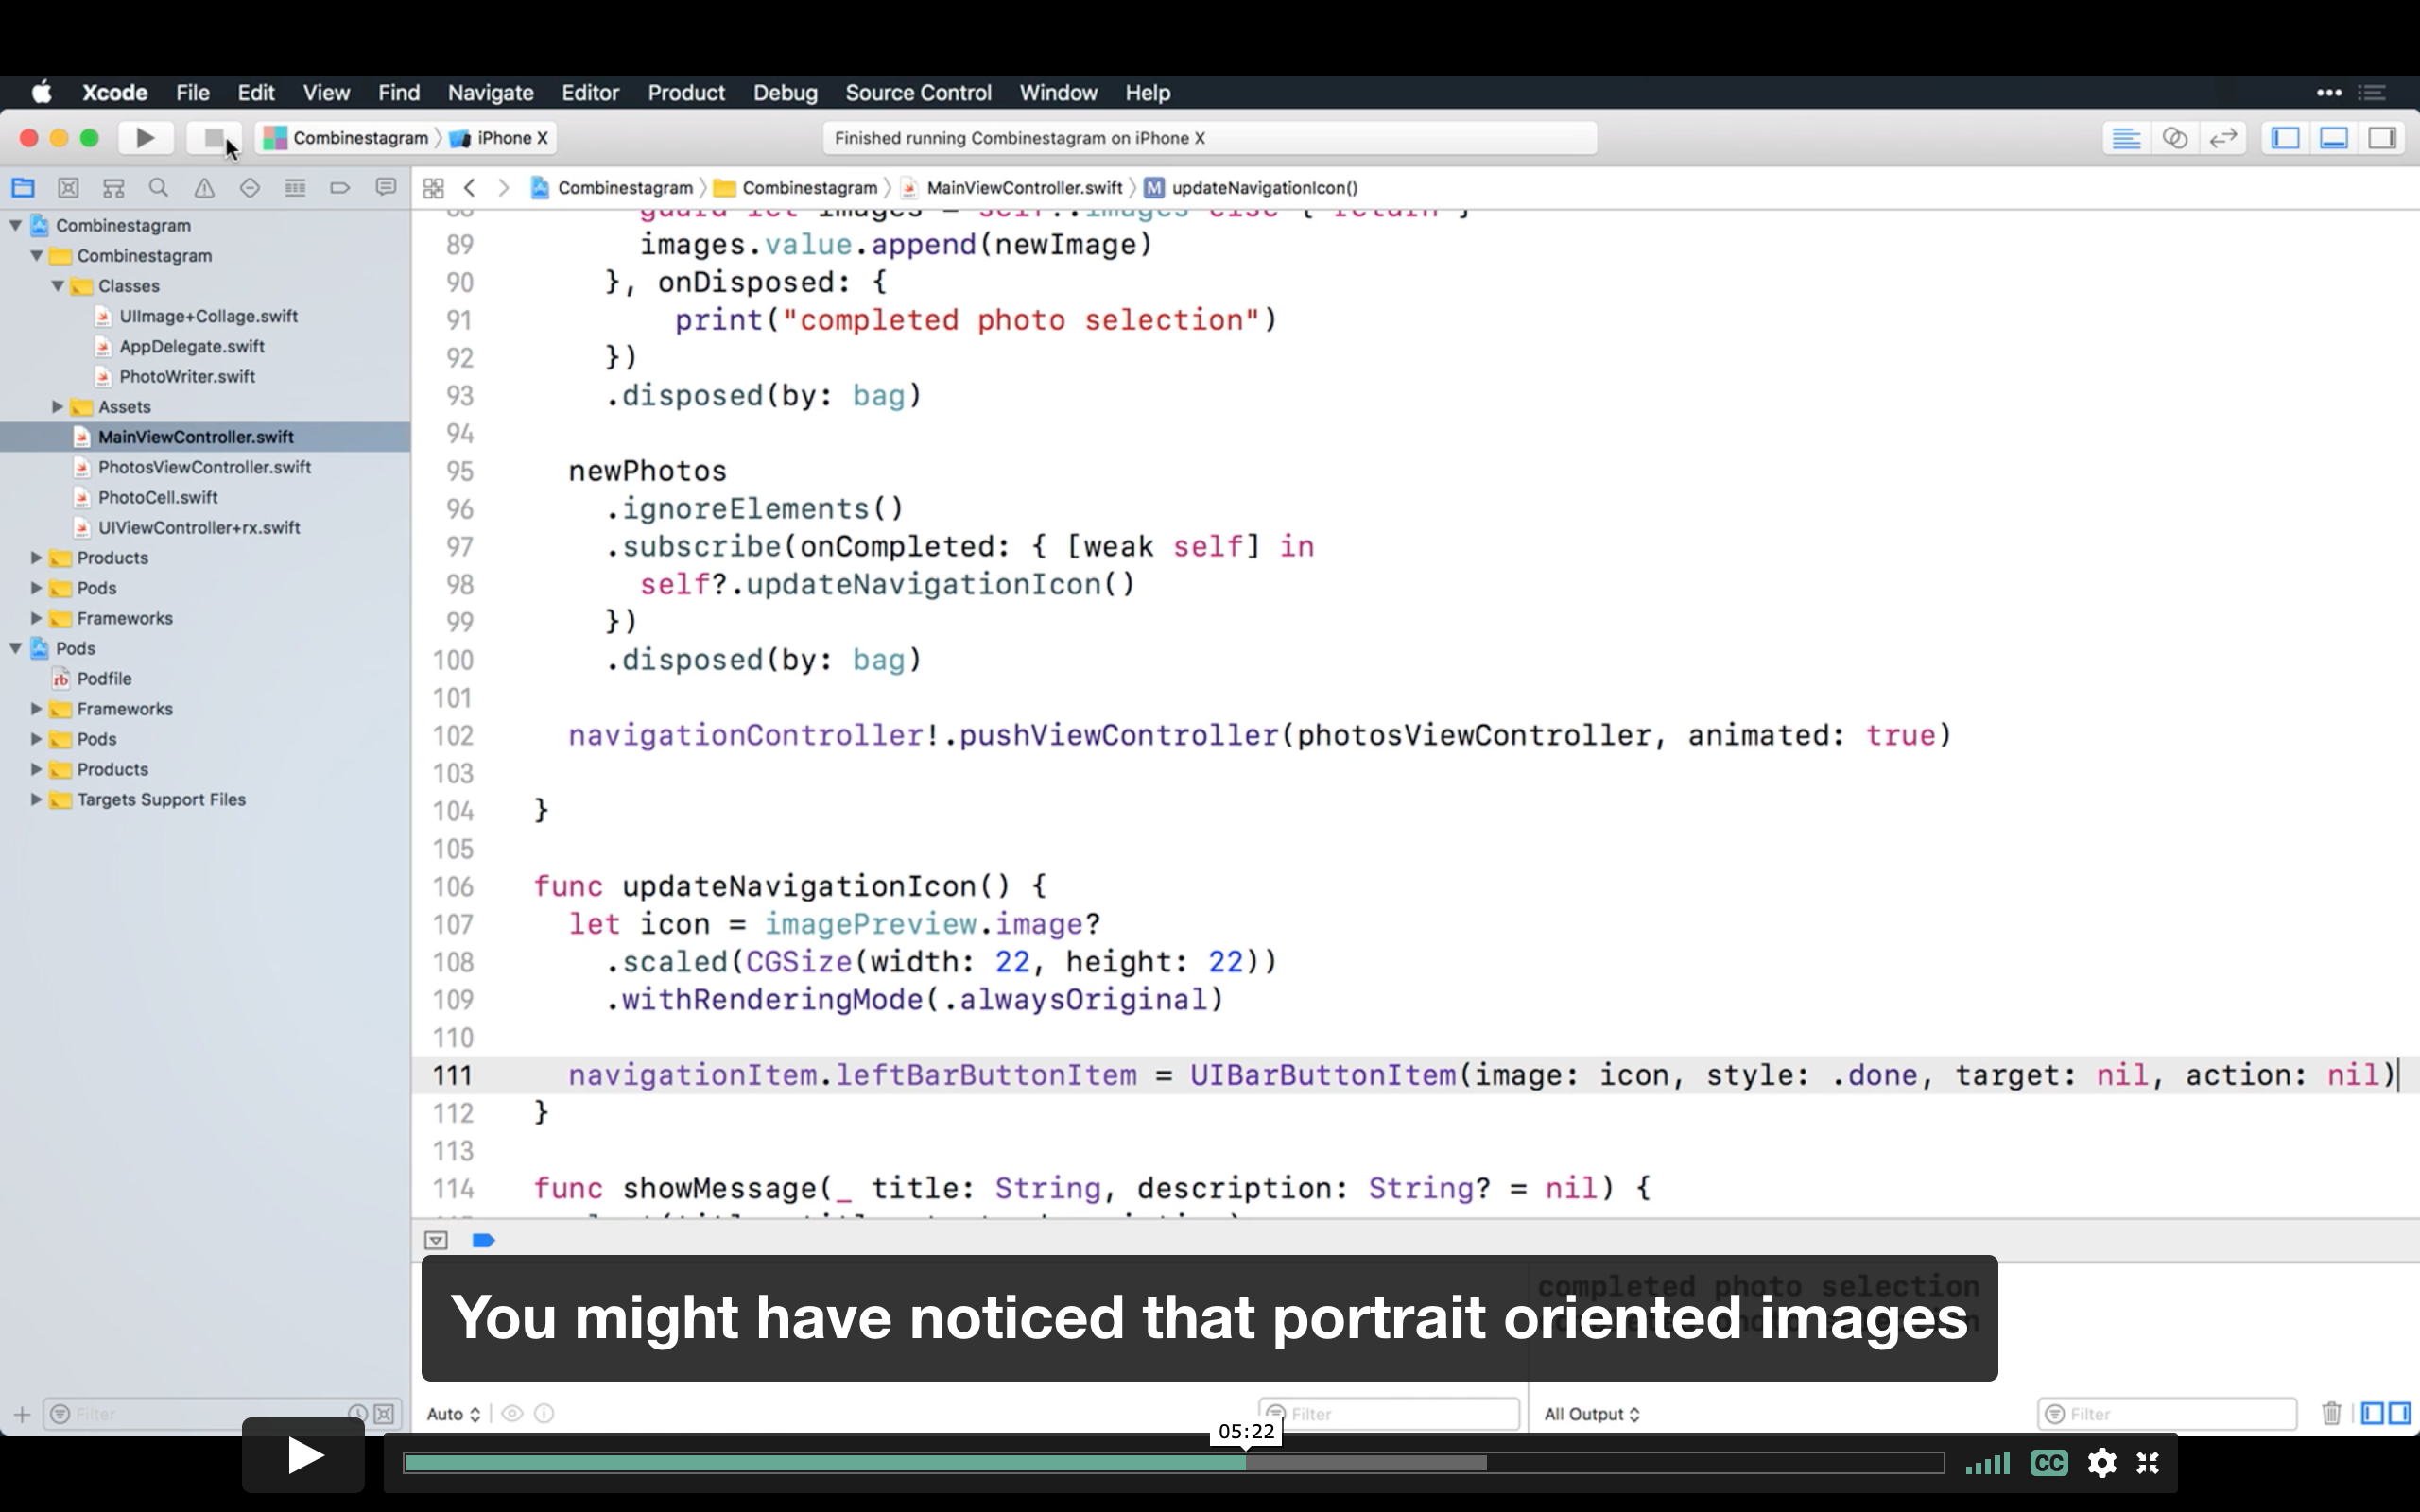 Xcode File Edit View Find Navigate Editor Product Debug Source Control Window Help
Combinestagram 〉 iPhone X
Finished running Combinestagram on iPhone X
Combinestagram 〉 Combinestagram 〉 MainViewController.swift 〉 M updateNavigationIcon()
Combinestagram
Combinestagram
Classes
UIImage+Collage.swift
AppDelegate.swift
PhotoWriter.swift
Assets
MainViewController.swift
PhotosViewController.swift
PhotoCell.swift
UIViewController+rx.swift
Products
Pods
Frameworks
Pods
Podfile
Frameworks
Pods
Products
Targets Support Files
Filter
88 guard let images = self?.images else { return }
89 images.value.append(newImage)
90 }, onDisposed: {
91 print("completed photo selection")
92 })
93 .disposed(by: bag)
94
95 newPhotos
96 .ignoreElements()
97 .subscribe(onCompleted: { [weak self] in
98 self?.updateNavigationIcon()
99 })
100 .disposed(by: bag)
101
102 navigationController!.pushViewController(photosViewController, animated: true)
103
104 }
105
106 func updateNavigationIcon() {
107 let icon = imagePreview.image?
108 .scaled(CGSize(width: 22, height: 22))
109 .withRenderingMode(.alwaysOriginal)
110
111 navigationItem.leftBarButtonItem = UIBarButtonItem(image: icon, style: .done, target: nil, action: nil)
112 }
113
114 func showMessage(_ title: String, description: String? = nil) {
completed photo selection
You might have noticed that portrait oriented images
Auto
Filter
All Output
Filter
05:22
CC